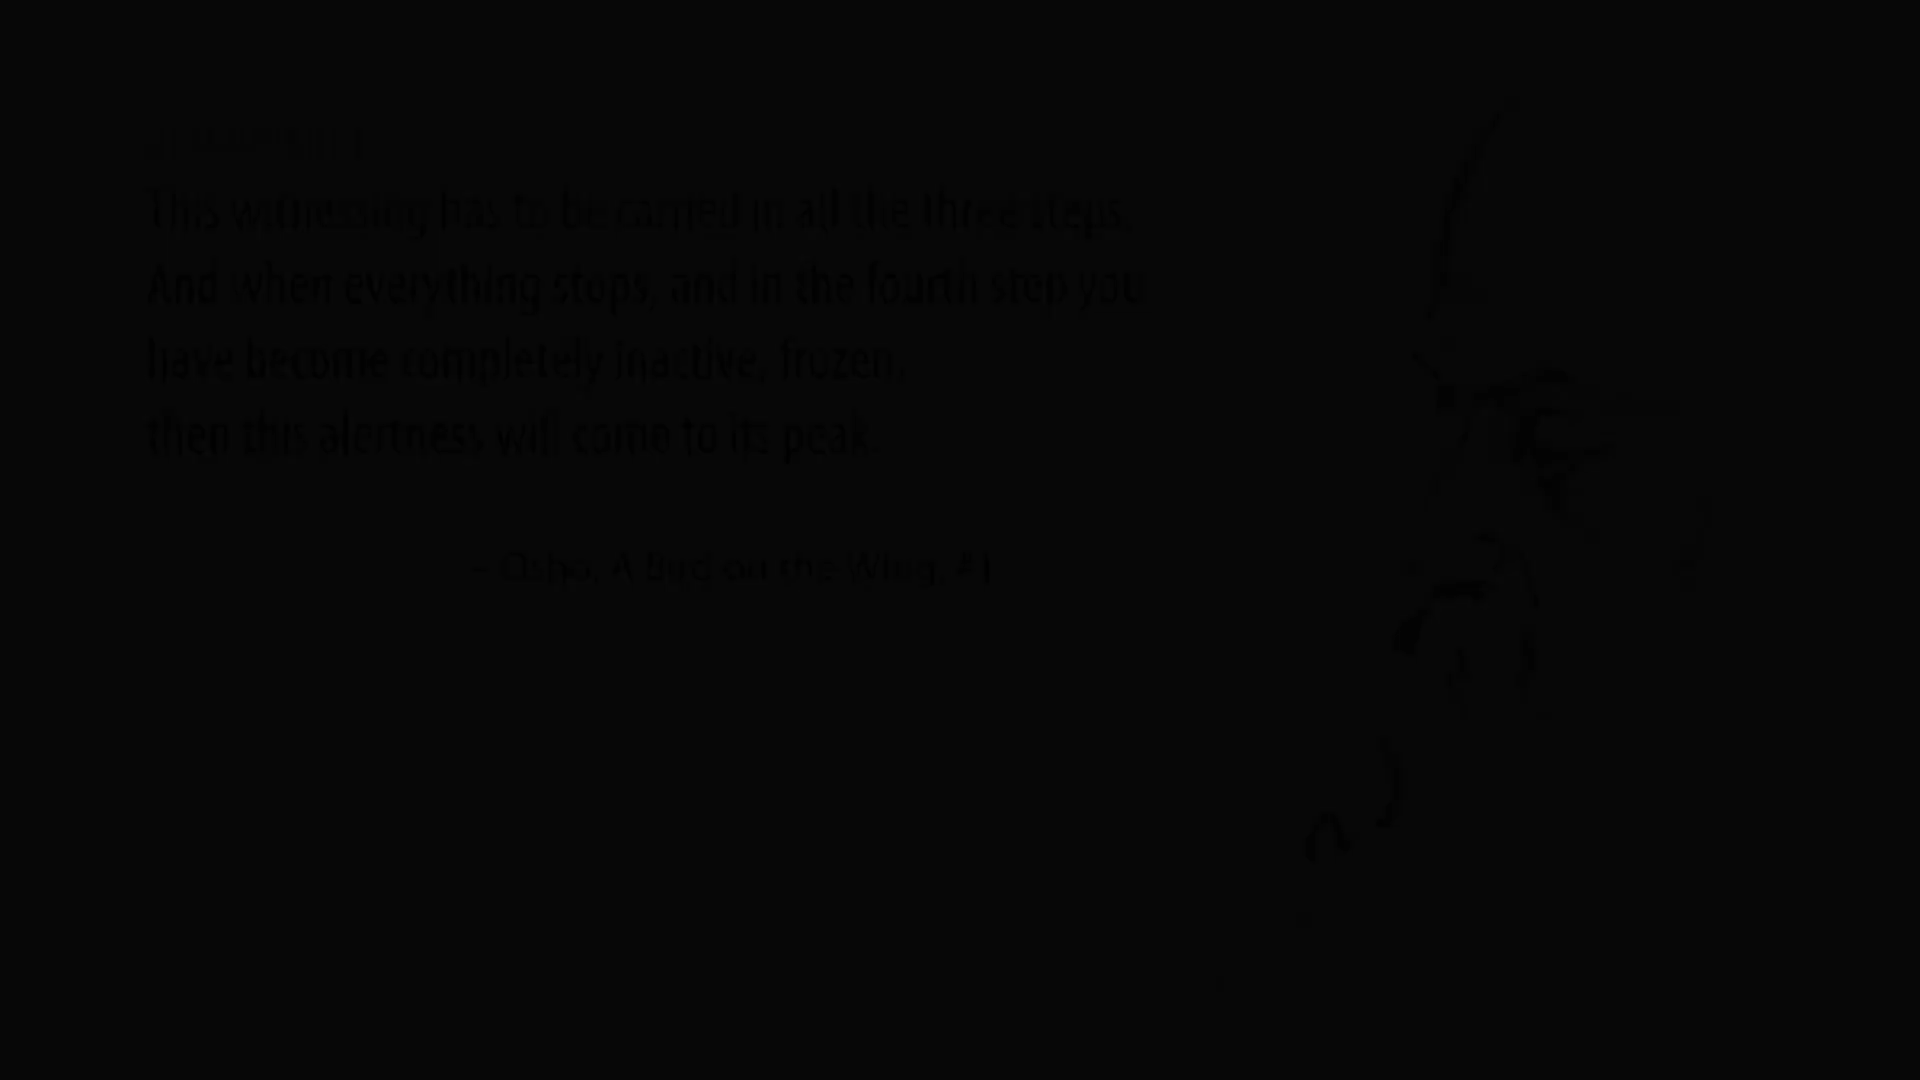 This witnessing has to be carried in all the three steps.
And when everything stops, and in the fourth step you
have become completely inactive, frozen,
then this alertness will come to its peak.
– Osho, A Bird on the Wing, #1